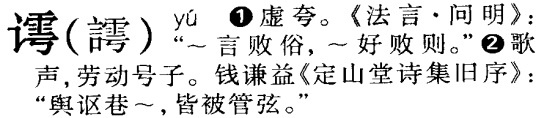 谔(謣) yú ❶虚夸。《法言·问明》：
“～言败俗，～好败则。”❷歌
声，劳动号子。钱谦益《定山堂诗集旧序》：
“舆讴巷～，皆被管弦。”